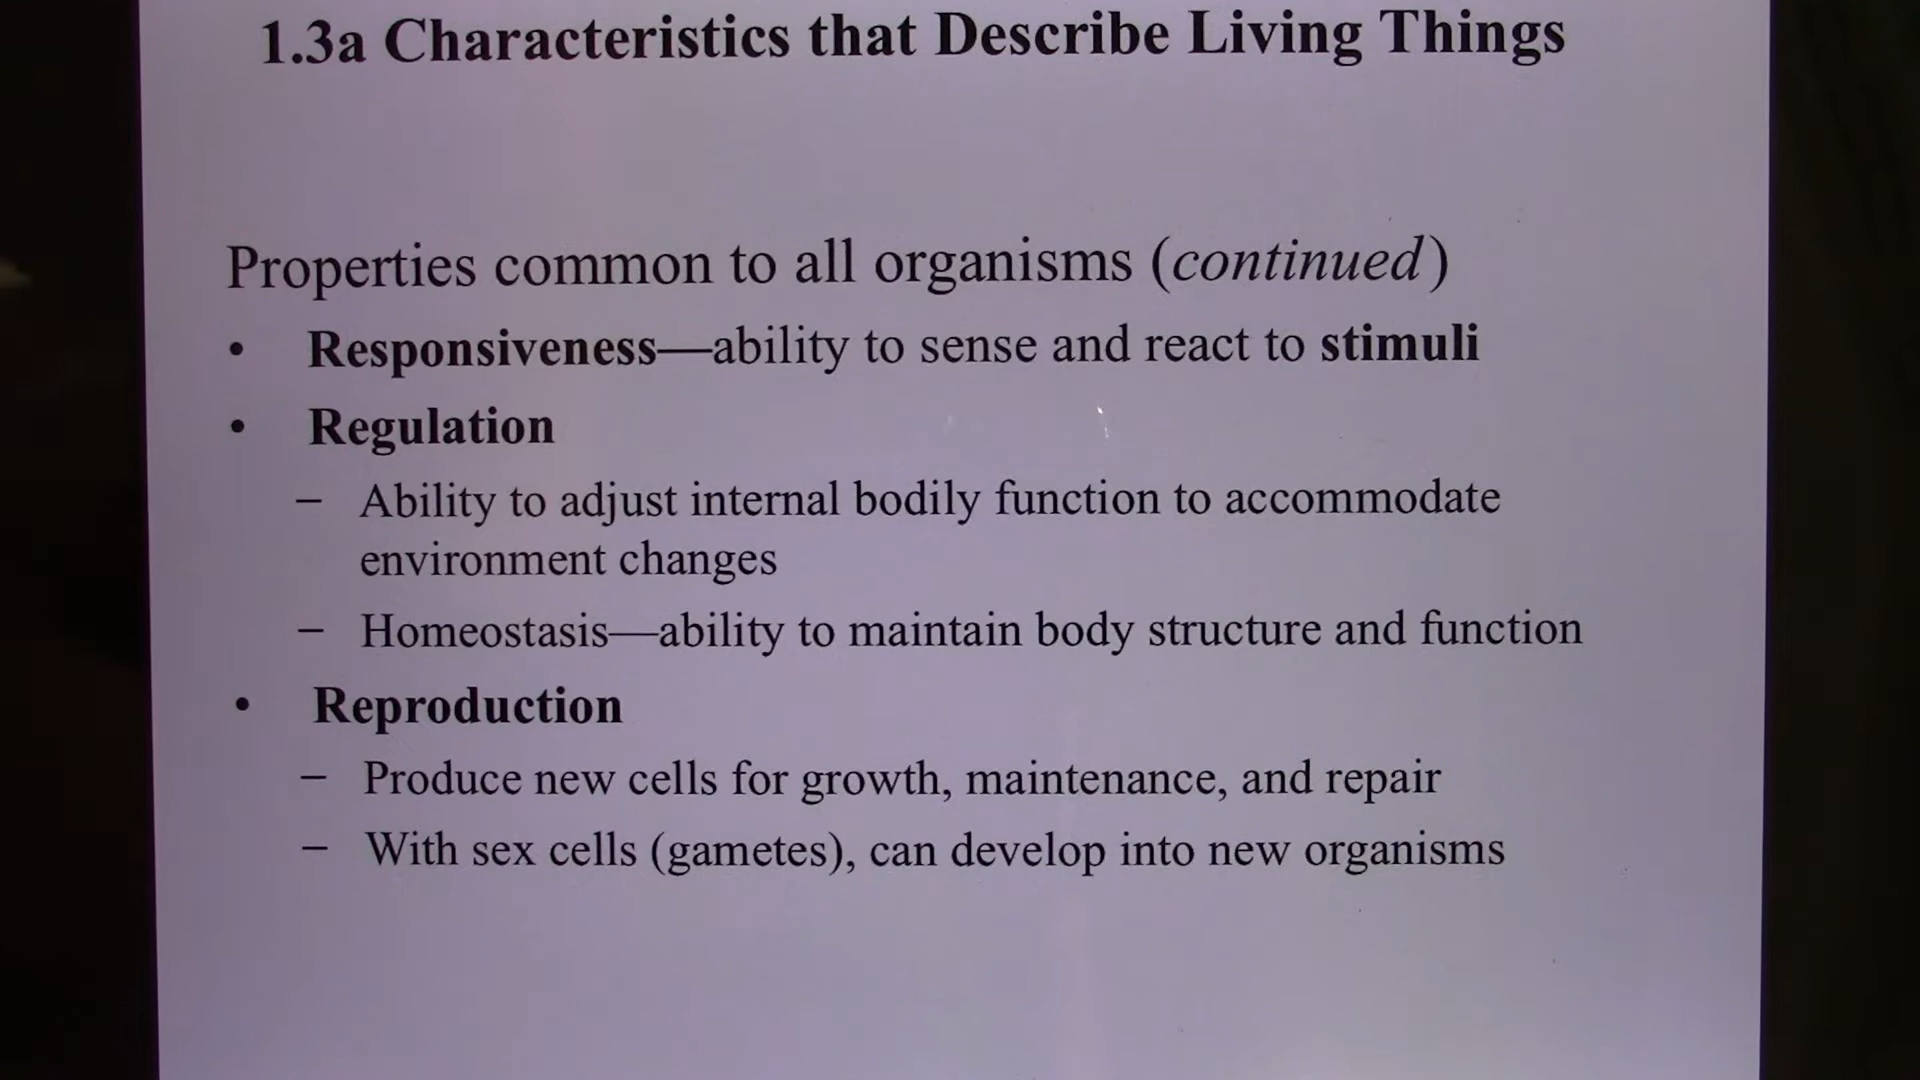 1.3a Characteristics that Describe Living Things
Properties common to all organisms (continued)
• Responsiveness—ability to sense and react to stimuli
• Regulation
– Ability to adjust internal bodily function to accommodate
environment changes
– Homeostasis—ability to maintain body structure and function
• Reproduction
– Produce new cells for growth, maintenance, and repair
– With sex cells (gametes), can develop into new organisms